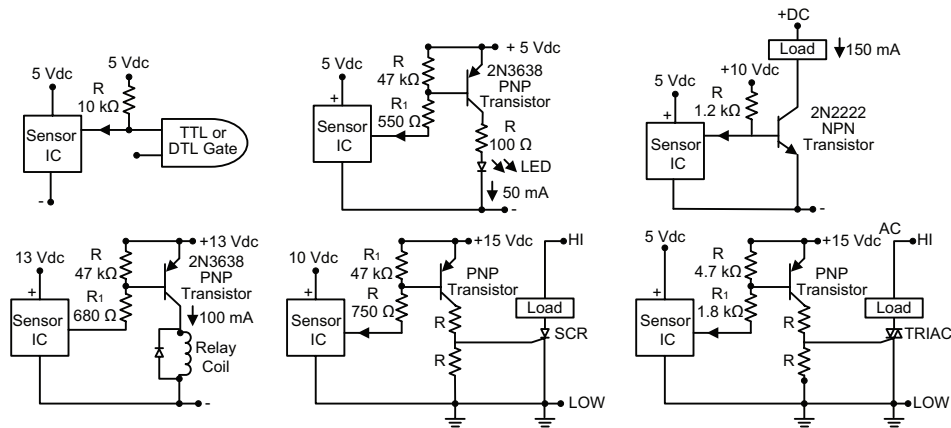 5 Vdc
5 Vdc
R
10 kΩ
Sensor
IC
TTL or
DTL Gate
-
5 Vdc
+
Sensor
IC
R
47 kΩ
R1
550 Ω
+ 5 Vdc
2N3638
PNP
Transistor
R
100 Ω
LED
50 mA
-
+DC
Load
150 mA
5 Vdc
+10 Vdc
+
R
1.2 kΩ
Sensor
IC
2N2222
NPN
Transistor
-
13 Vdc
+
Sensor
IC
R
47 kΩ
R1
680 Ω
+13 Vdc
2N3638
PNP
Transistor
100 mA
Relay
Coil
-
10 Vdc
+
Sensor
IC
R1
47 kΩ
R
750 Ω
+15 Vdc
PNP
Transistor
R
R
HI
Load
SCR
LOW
5 Vdc
+
Sensor
IC
R
4.7 kΩ
R1
1.8 kΩ
+15 Vdc
PNP
Transistor
R
R
AC
HI
Load
TRIAC
LOW